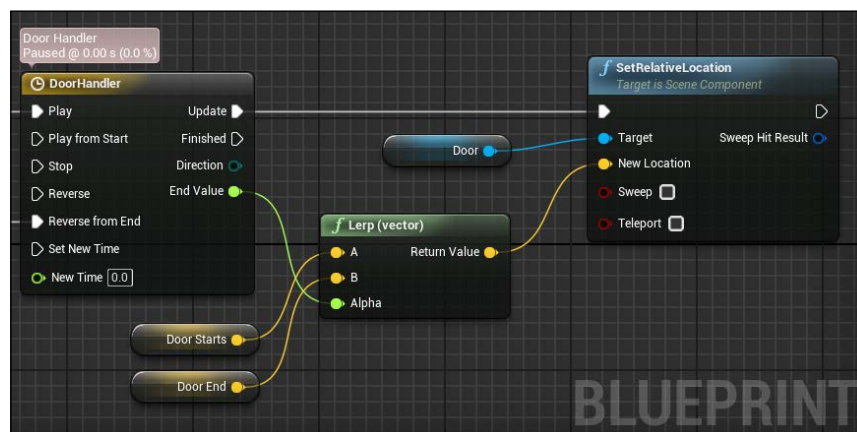 Door Handler
Paused @ 0.00 s (0.0 %)
DoorHandler
Play
Update
Play from Start
Finished
Stop
Direction
Reverse
End Value
Reverse from End
Set New Time
New Time 0.0
Door Starts
Door End
Door
Lerp (vector)
A
Return Value
B
Alpha
SetRelativeLocation
Target is Scene Component
Target
Sweep Hit Result
New Location
Sweep
Teleport
BLUEPRINT